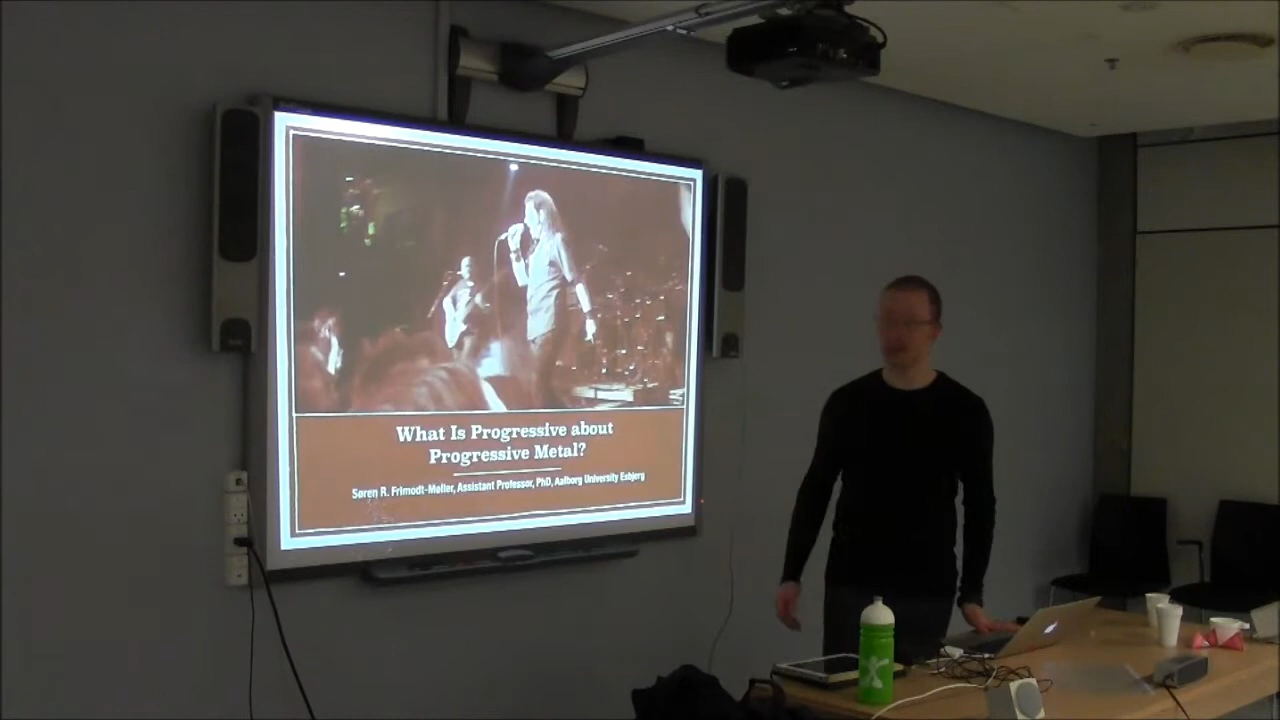 What Is Progressive about
Progressive Metal?
Søren R. Frimodt-Møller, Assistant Professor, PhD, Aalborg University Esbjerg